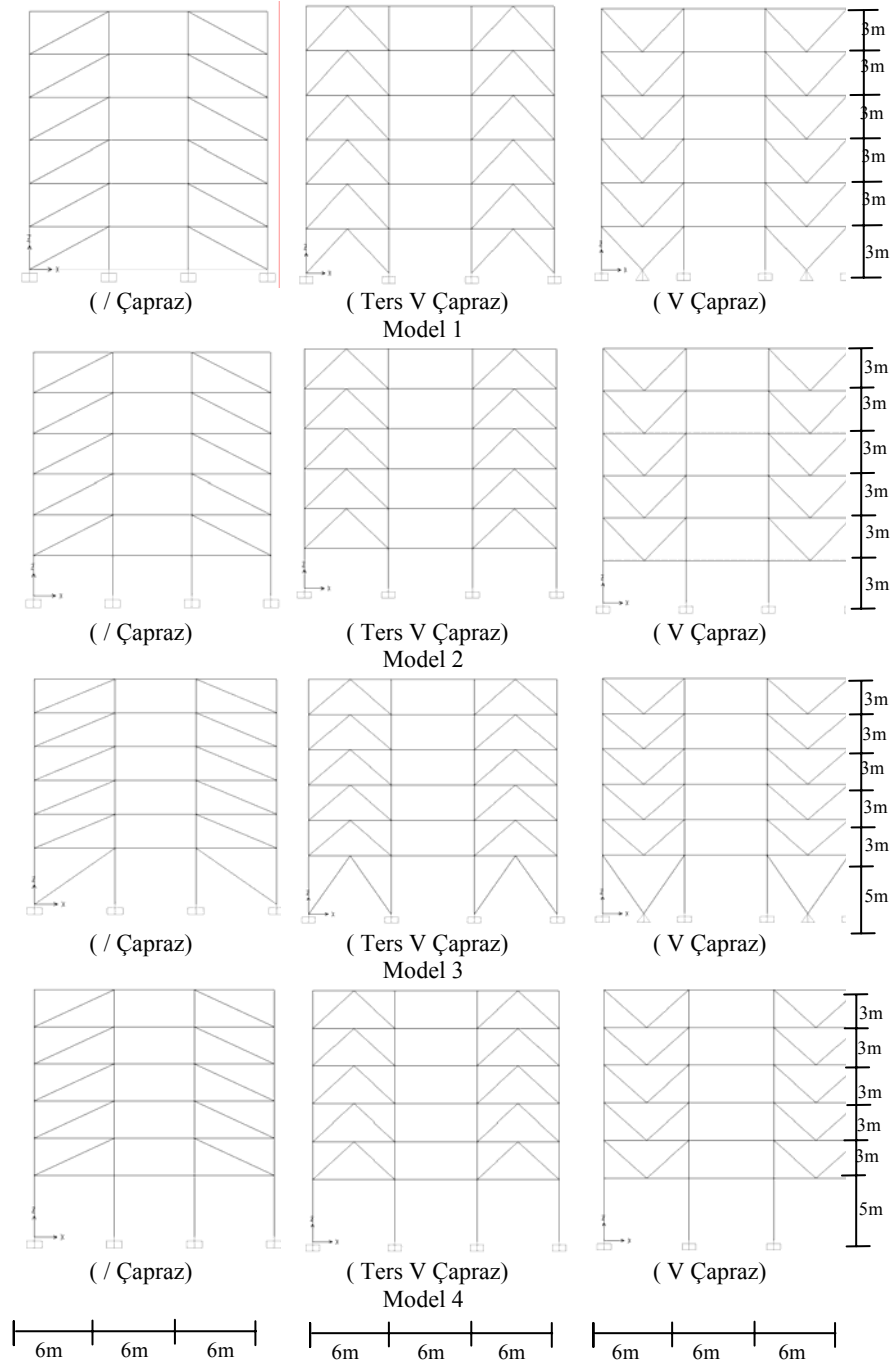 3m
3m
3m
3m
3m
3m
Z
X
Z
X
Z
X
( / Çapraz) ( Ters V Çapraz) ( V Çapraz)
Model 1
3m
3m
3m
3m
3m
3m
Z
X
Z
X
Z
X
( / Çapraz) ( Ters V Çapraz) ( V Çapraz)
Model 2
3m
3m
3m
3m
3m
5m
Z
X
Z
X
Z
X
( / Çapraz) ( Ters V Çapraz) ( V Çapraz)
Model 3
3m
3m
3m
3m
3m
5m
Z
X
Z
X
Z
X
( / Çapraz) ( Ters V Çapraz) ( V Çapraz)
Model 4
6m 6m 6m 6m 6m 6m 6m 6m 6m